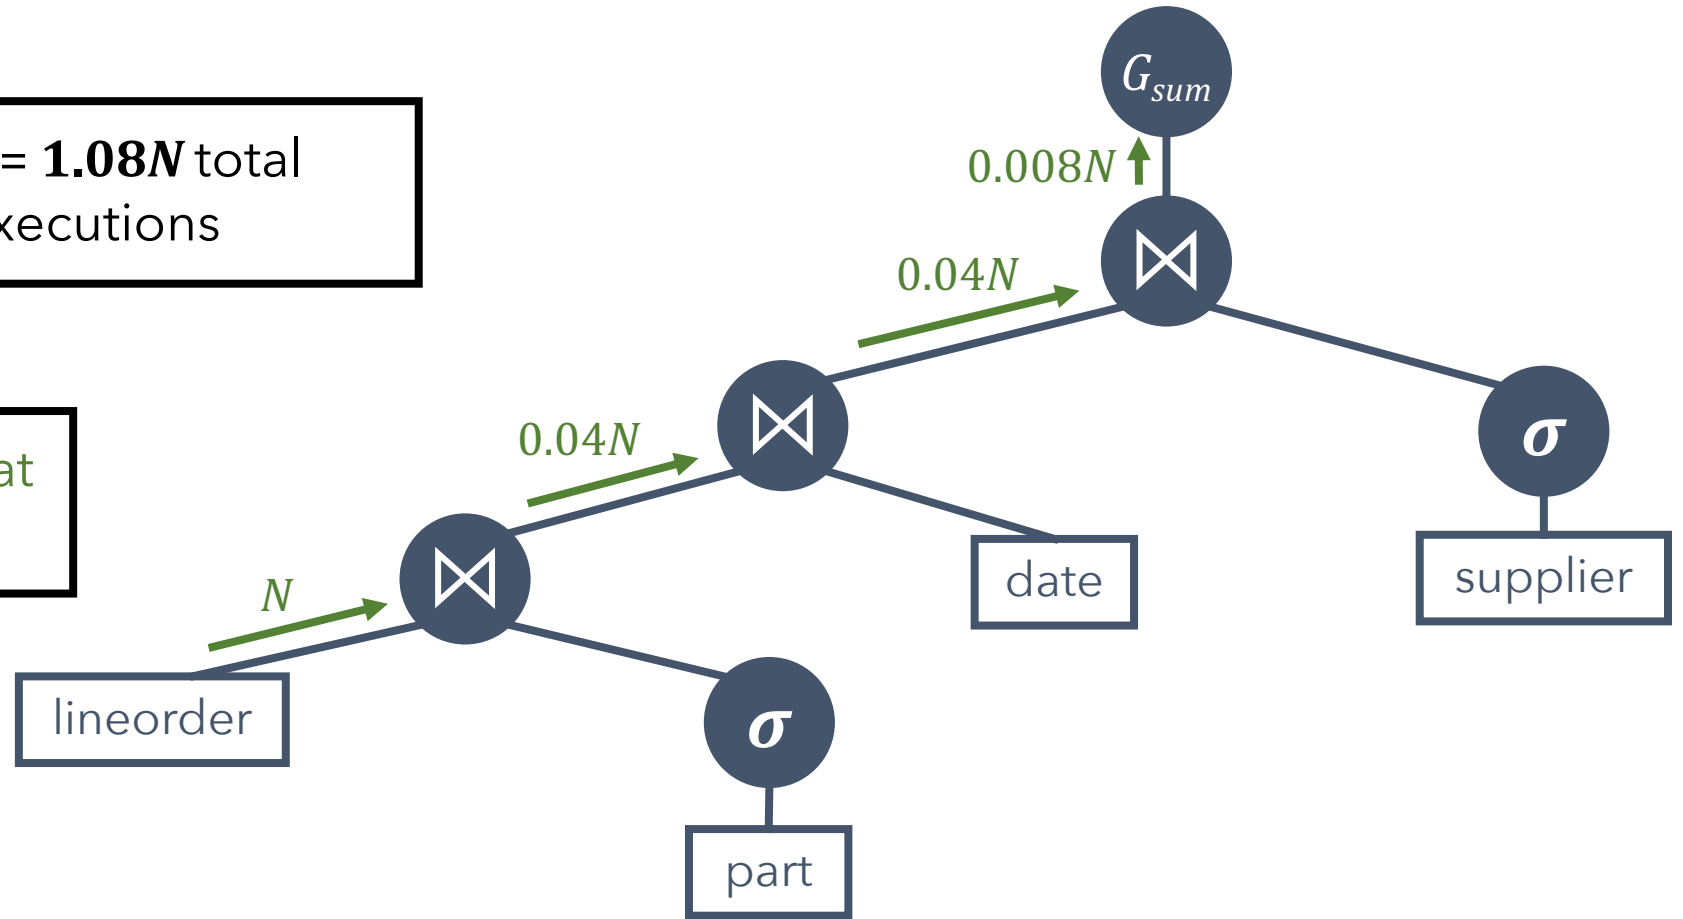 G_sum
= 1.08N total
xecutions
0.008N
0.04N
⋈
0.04N
⋈
σ
at
N
⋈
date
supplier
lineorder
σ
part